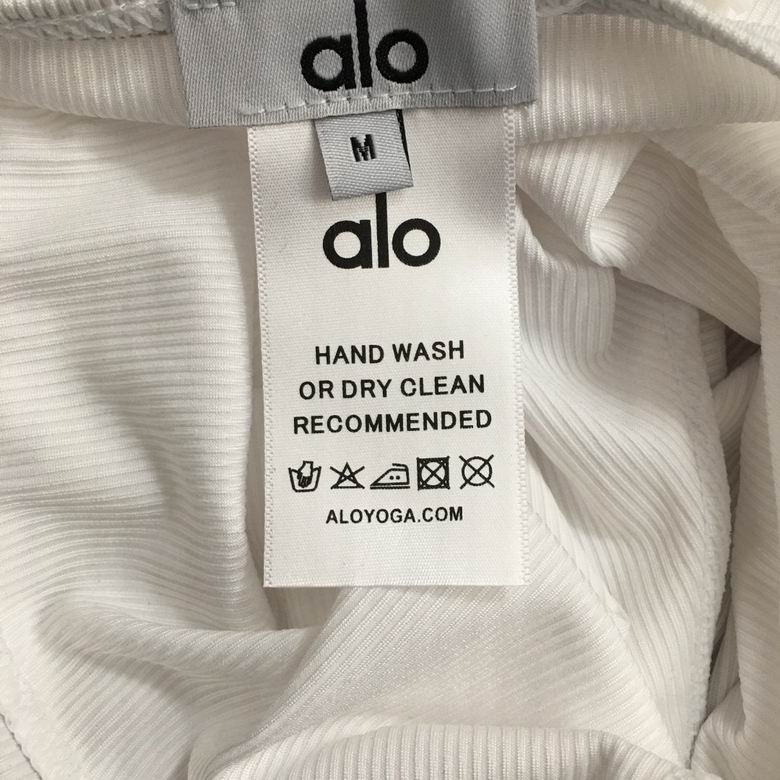 alo
M
alo
HAND WASH
OR DRY CLEAN
RECOMMENDED
ALOYOGA.COM